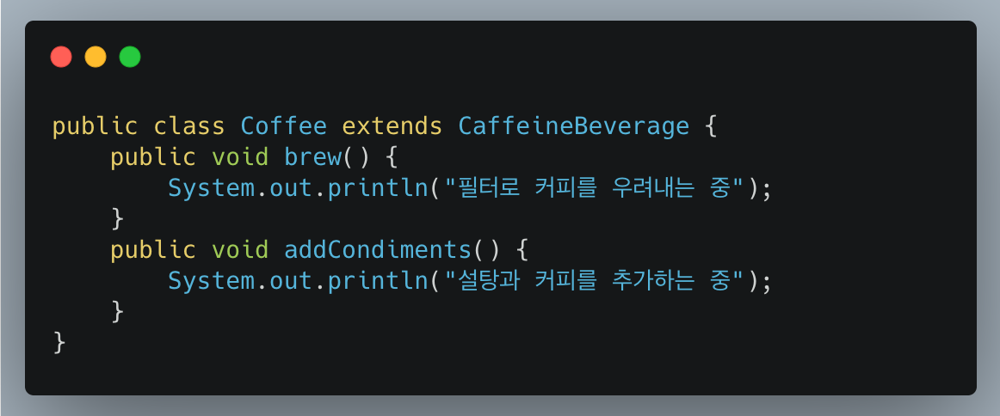 public class Coffee extends CaffeineBeverage {
    public void brew() {
        System.out.println("필터로 커피를 우려내는 중");
    }
    public void addCondiments() {
        System.out.println("설탕과 커피를 추가하는 중");
    }
}